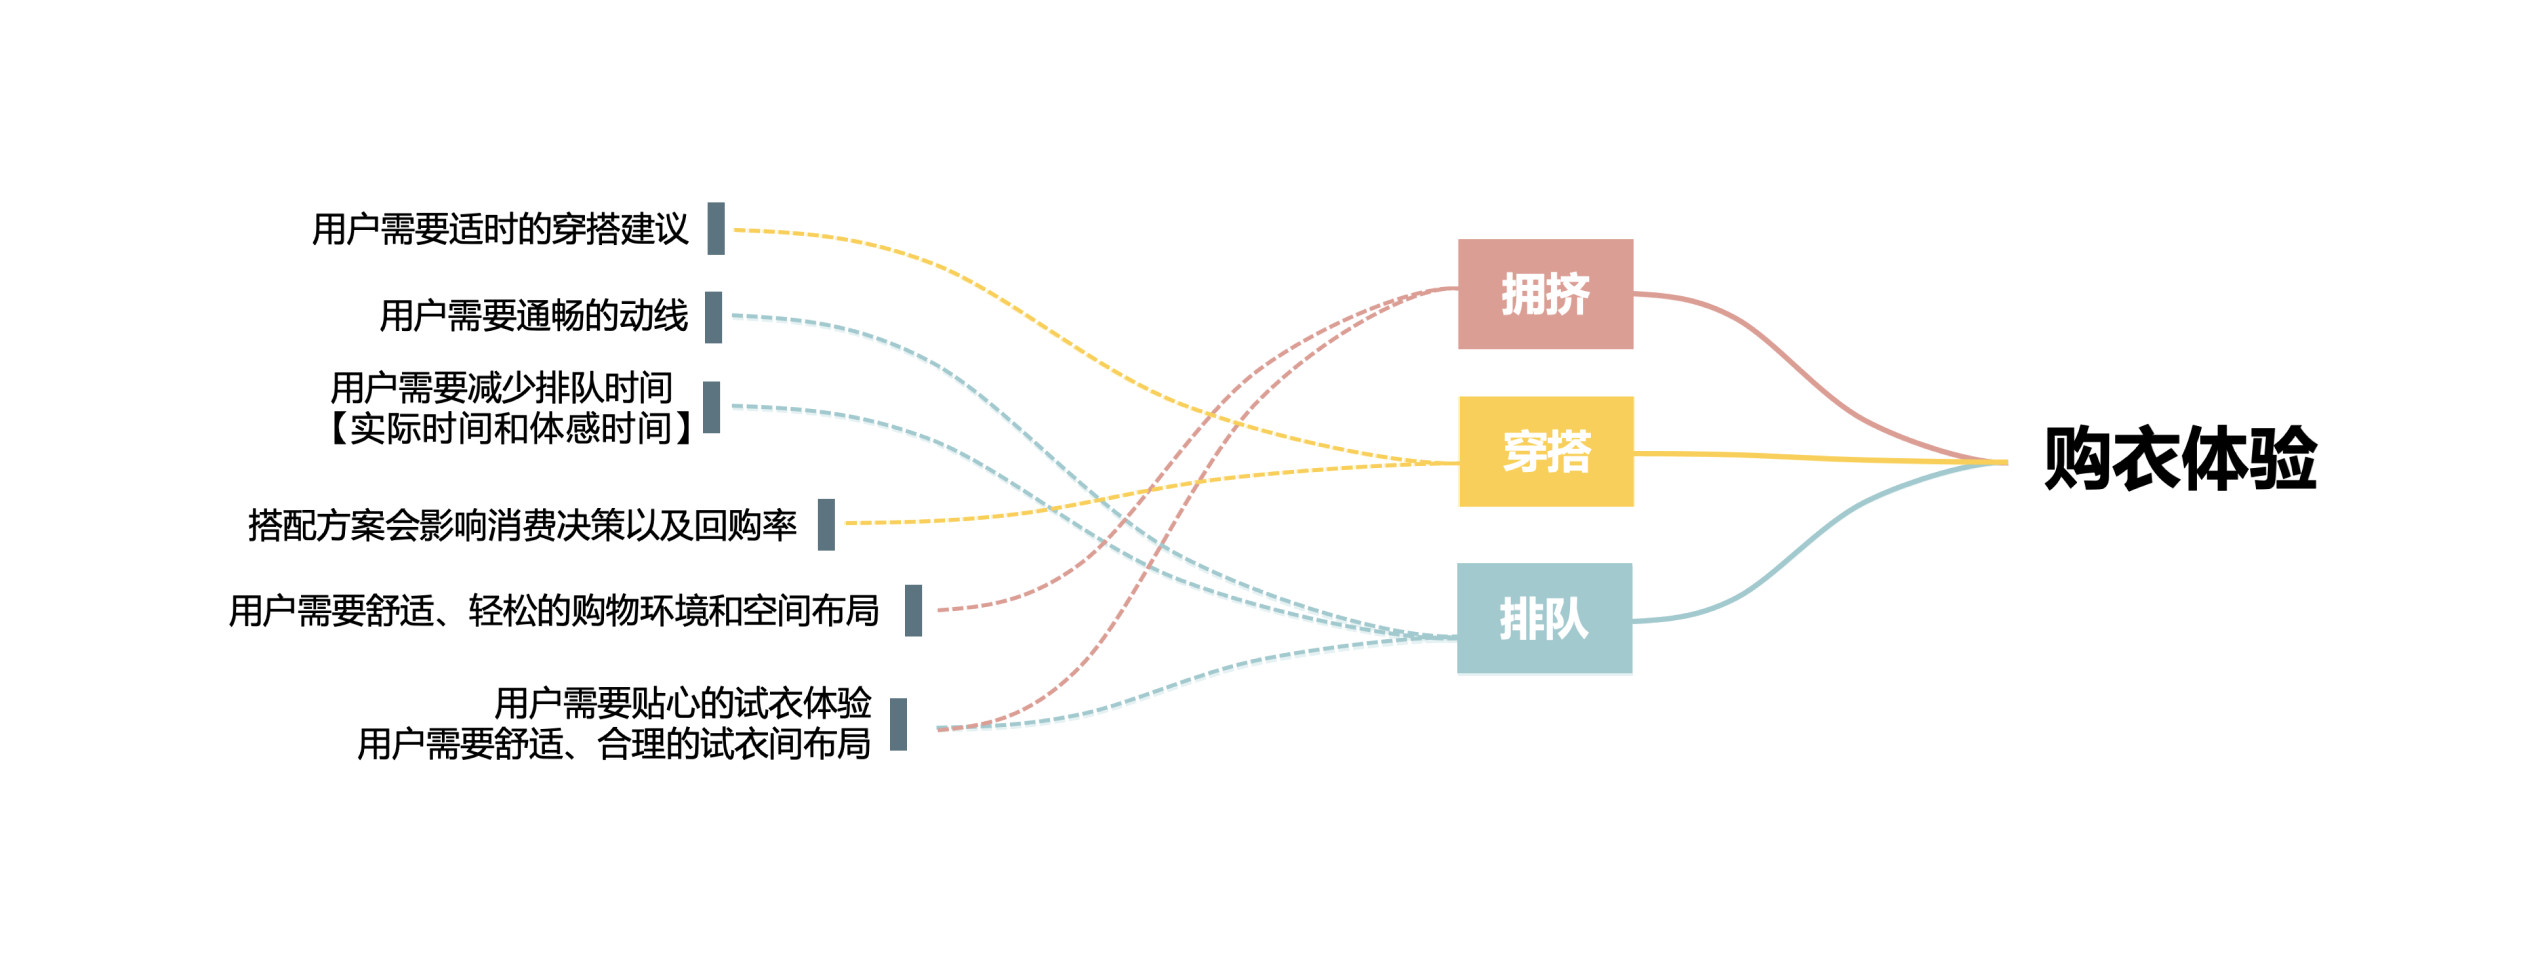 用户需要适时的穿搭建议
用户需要通畅的动线
用户需要减少排队时间
【实际时间和体感时间】
搭配方案会影响消费决策以及回购率
用户需要舒适、轻松的购物环境和空间布局
用户需要贴心的试衣体验
用户需要舒适、合理的试衣间布局
拥挤
穿搭
排队
购衣体验